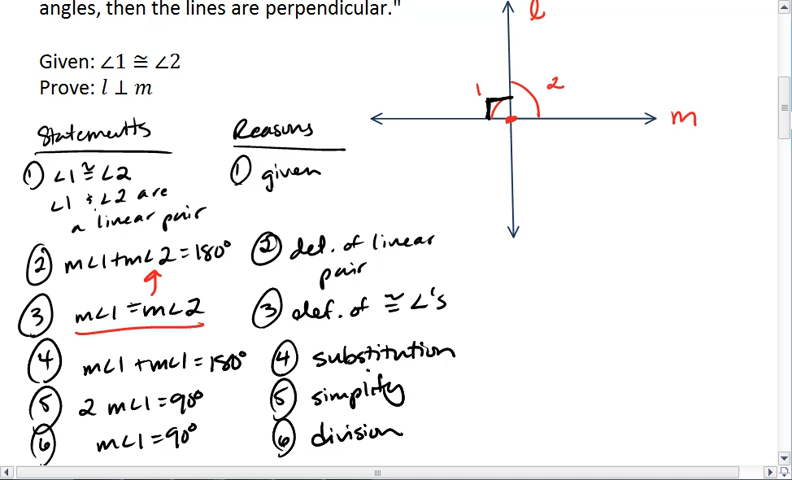 angles, then the lines are perpendicular."
Given: ∠1 ≅ ∠2
Prove: l ⊥ m
l
1 2
m
Statements Reasons
① ∠1 ≅ ∠2 ① given
∠1 & ∠2 are
a linear pair
② m∠1+m∠2=180° ② def. of linear
pair
③ m∠1=m∠2 ③ def. of ≅ ∠'s
④ m∠1+m∠1=180° ④ substitution
⑤ 2 m∠1=90° ⑤ simplify
⑥ m∠1=90° ⑥ division